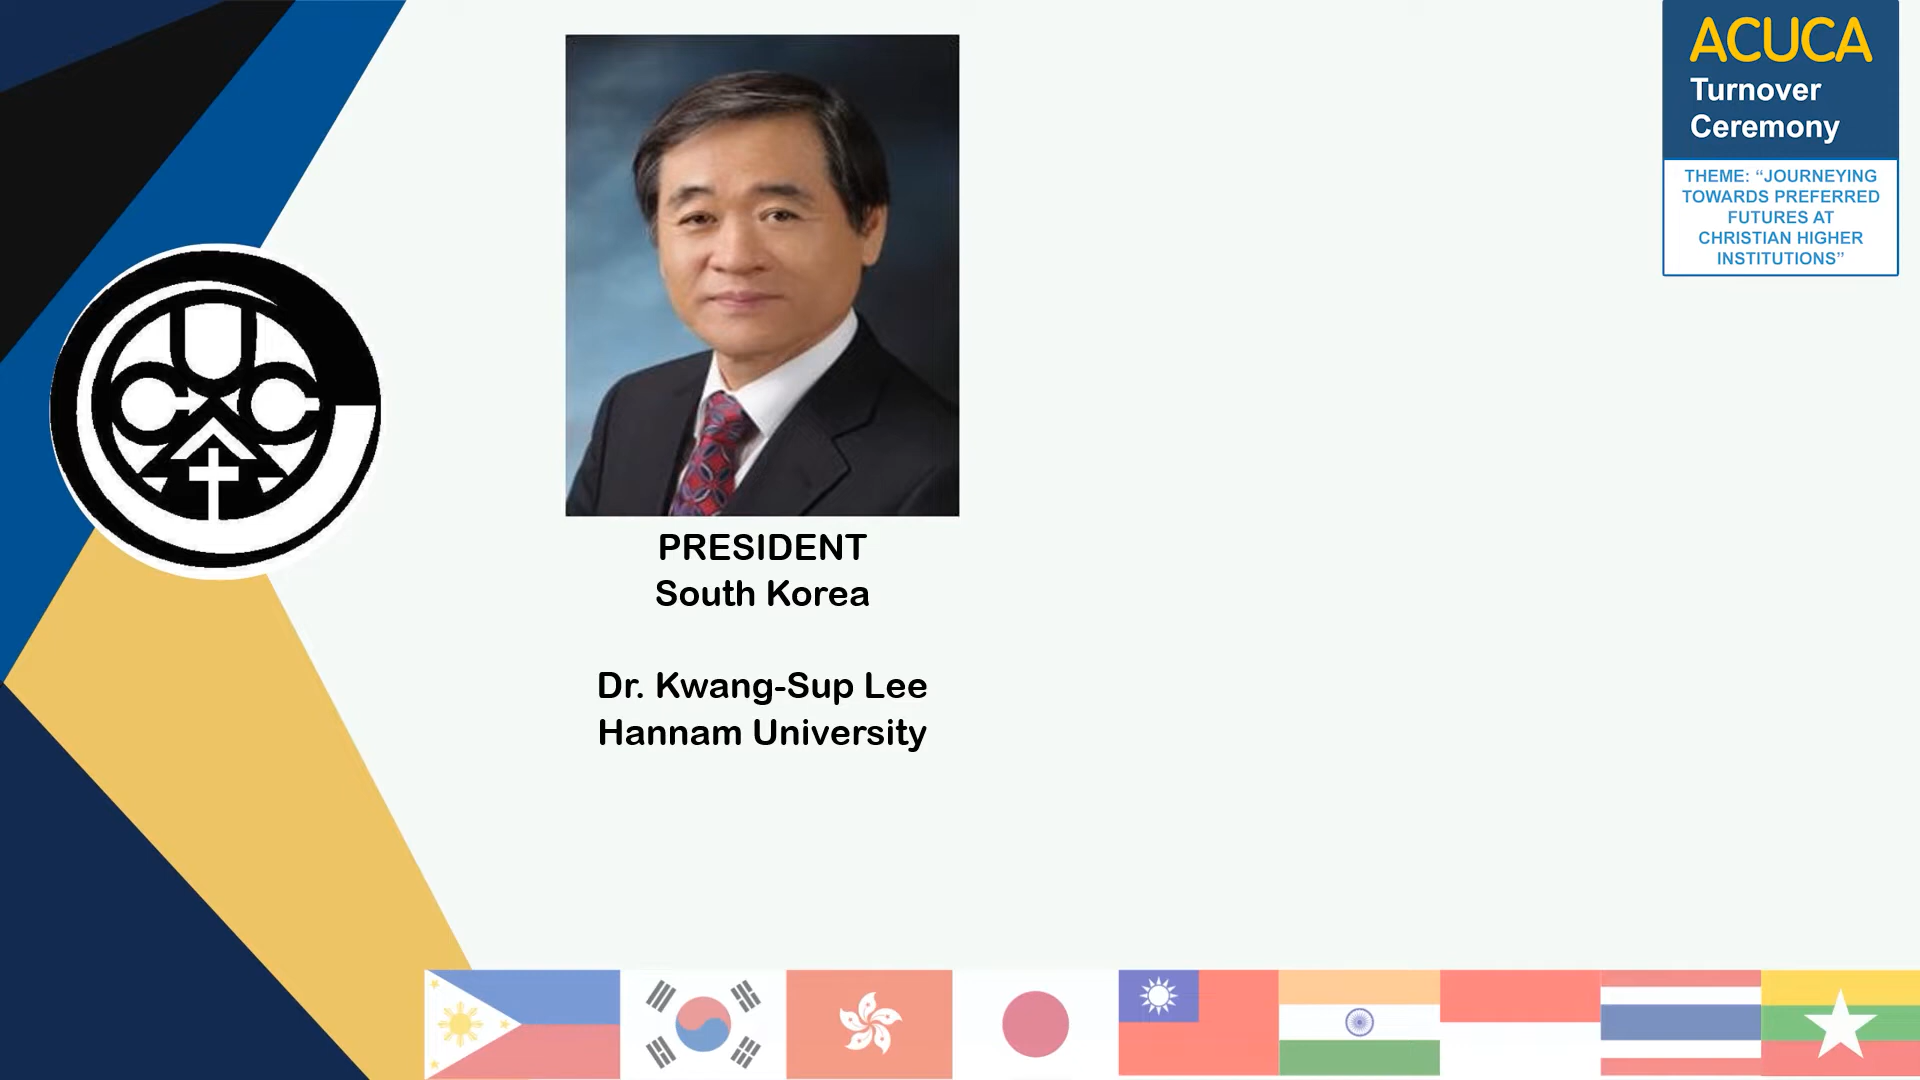 PRESIDENT
South Korea
Dr. Kwang-Sup Lee
Hannam University
ACUCA
Turnover
Ceremony
THEME: “JOURNEYING
TOWARDS PREFERRED
FUTURES AT
CHRISTIAN HIGHER
INSTITUTIONS”